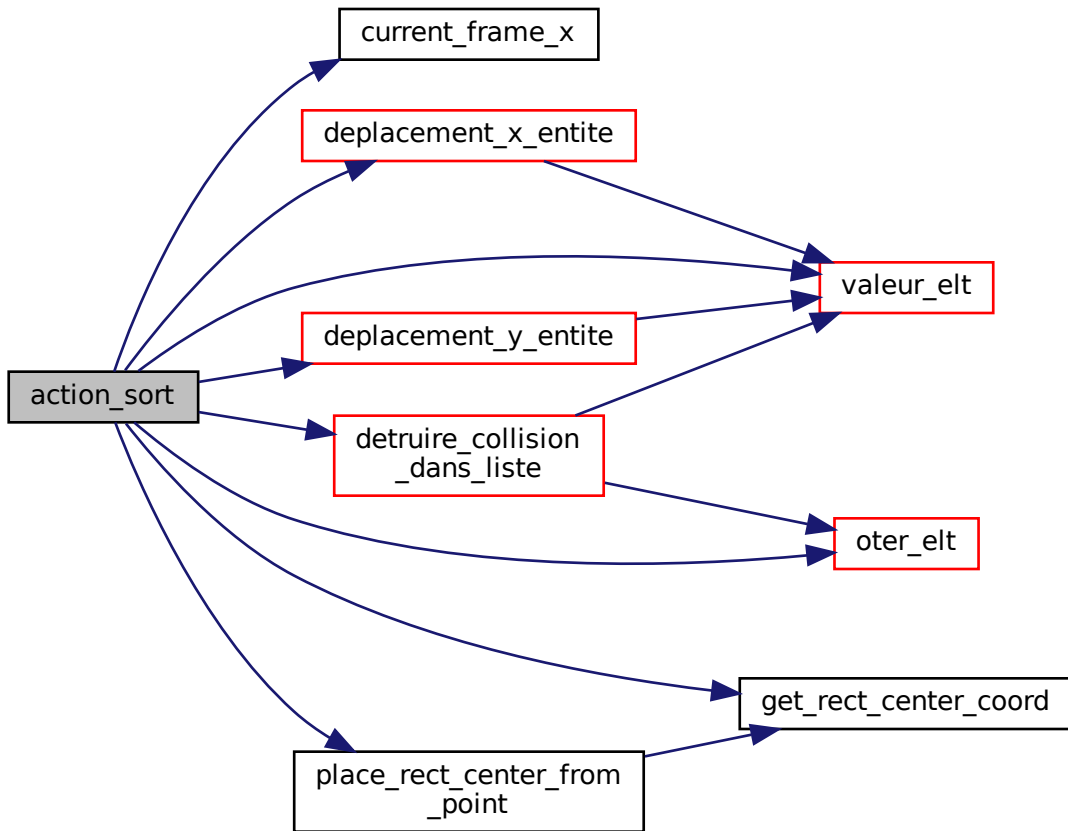 current_frame_x
deplacement_x_entite
valeur_elt
deplacement_y_entite
action_sort
detruire_collision
_dans_liste
oter_elt
get_rect_center_coord
place_rect_center_from
_point